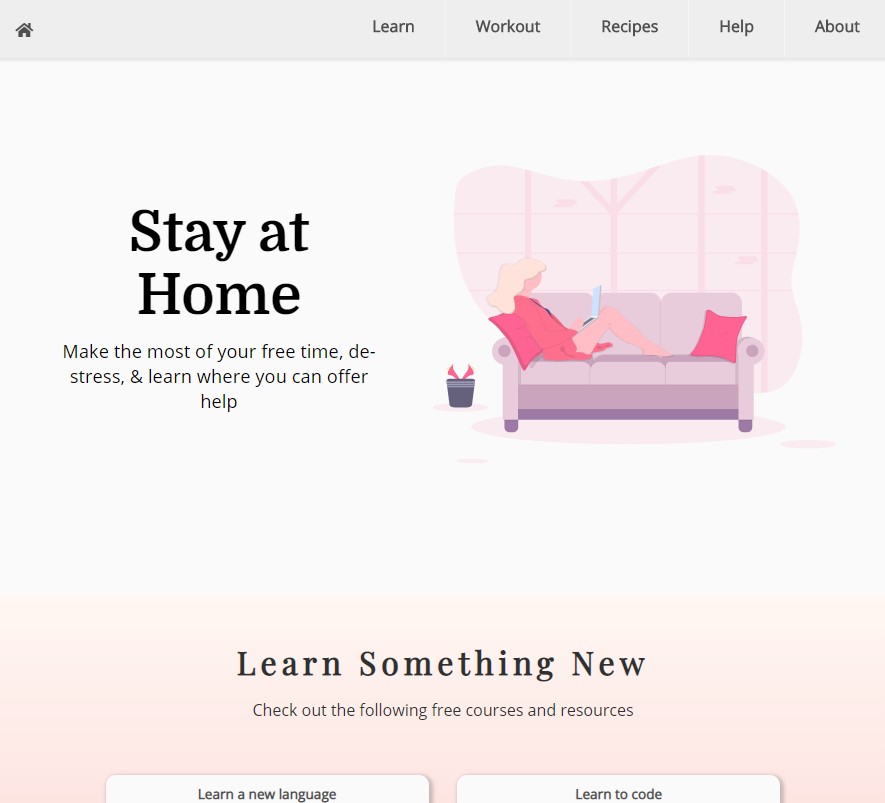 Learn
Workout
Recipes
Help
About
Stay at
Home
Make the most of your free time, de-
stress, & learn where you can offer
help
Learn Something New
Check out the following free courses and resources
Learn a new language
Learn to code